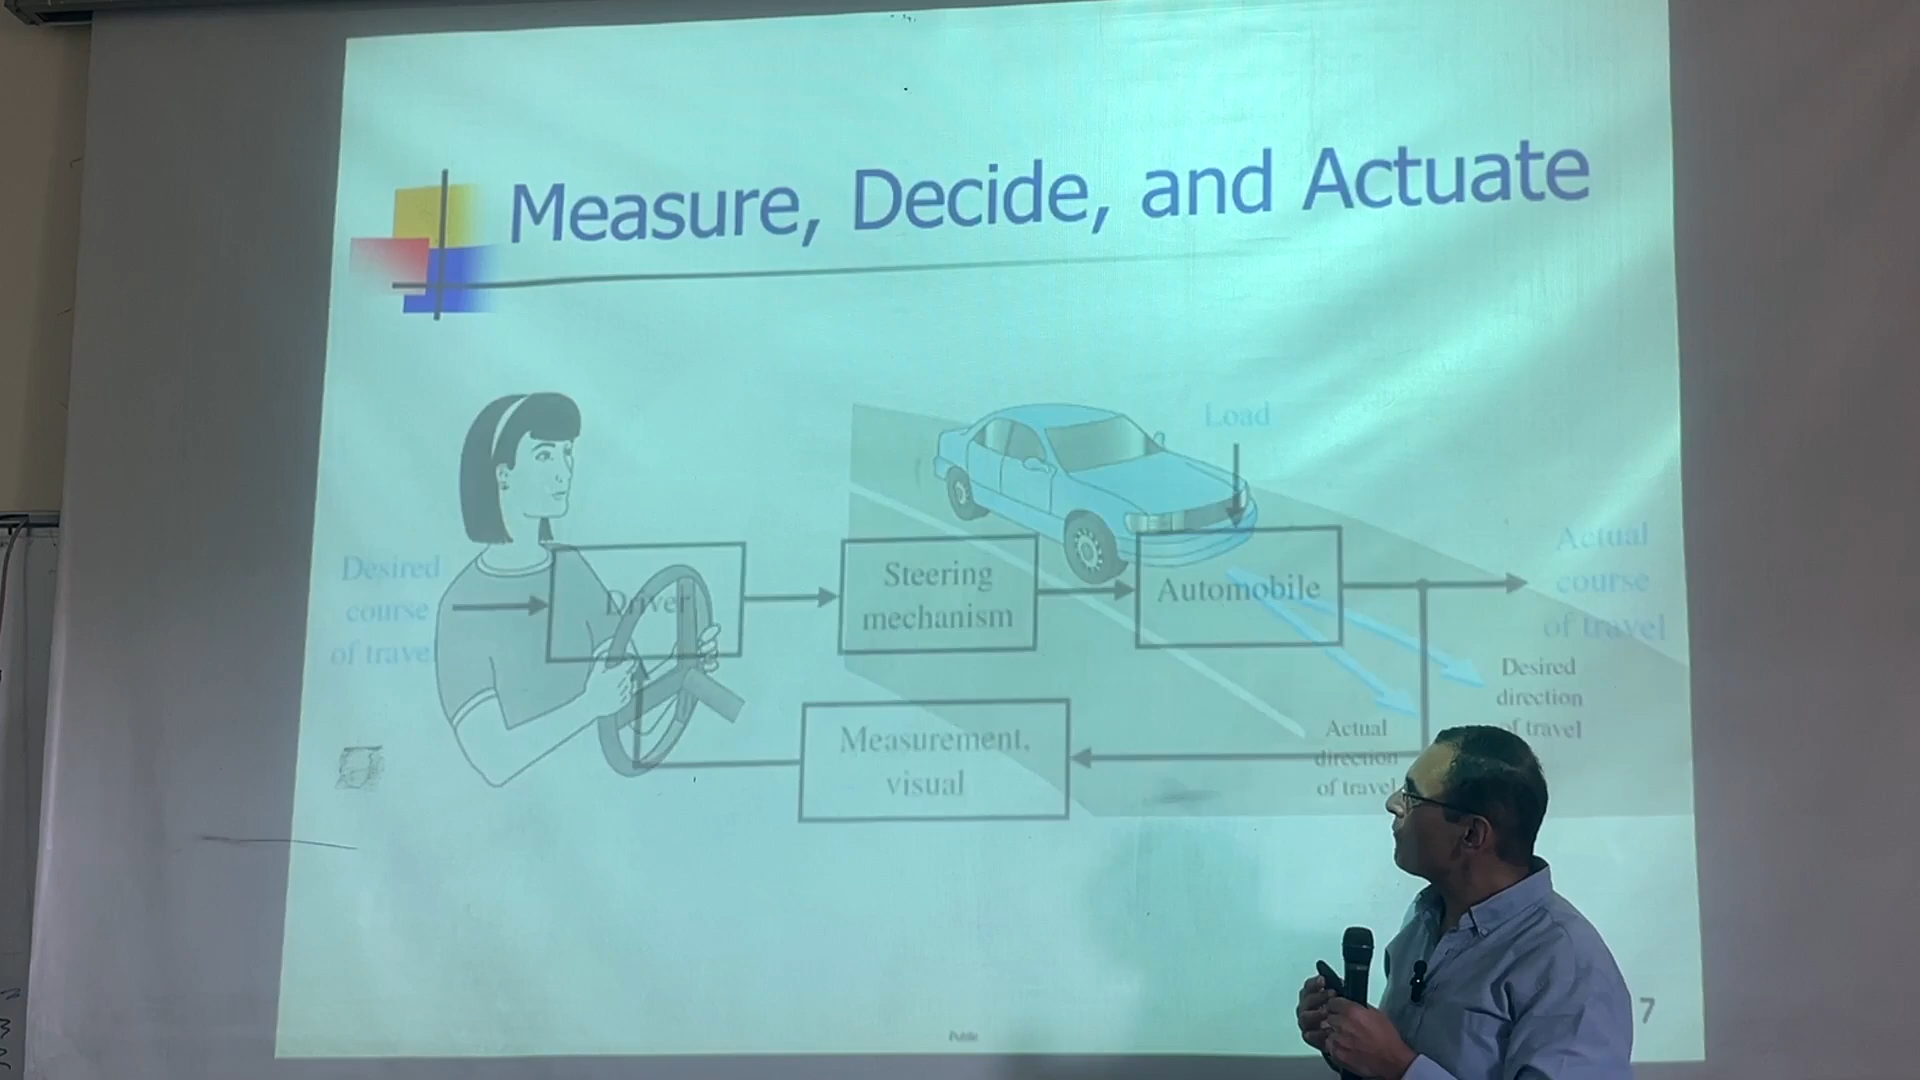 Measure, Decide, and Actuate
Load
Desired
course
of travel
Driver
Steering
mechanism
Automobile
Actual
course
of travel
Desired
direction
of travel
Measurement,
visual
Actual
direction
of travel
7
Public